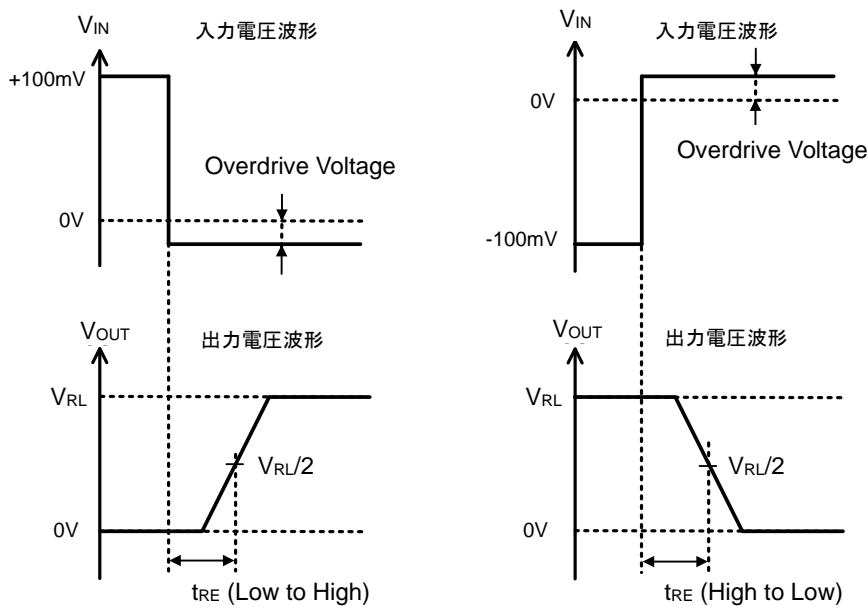 VIN
入力電圧波形
+100mV
Overdrive Voltage
0V
VOUT
出力電圧波形
VRL
VRL/2
0V
tRE (Low to High)
VIN
入力電圧波形
0V
Overdrive Voltage
-100mV
VOUT
出力電圧波形
VRL
VRL/2
0V
tRE (High to Low)